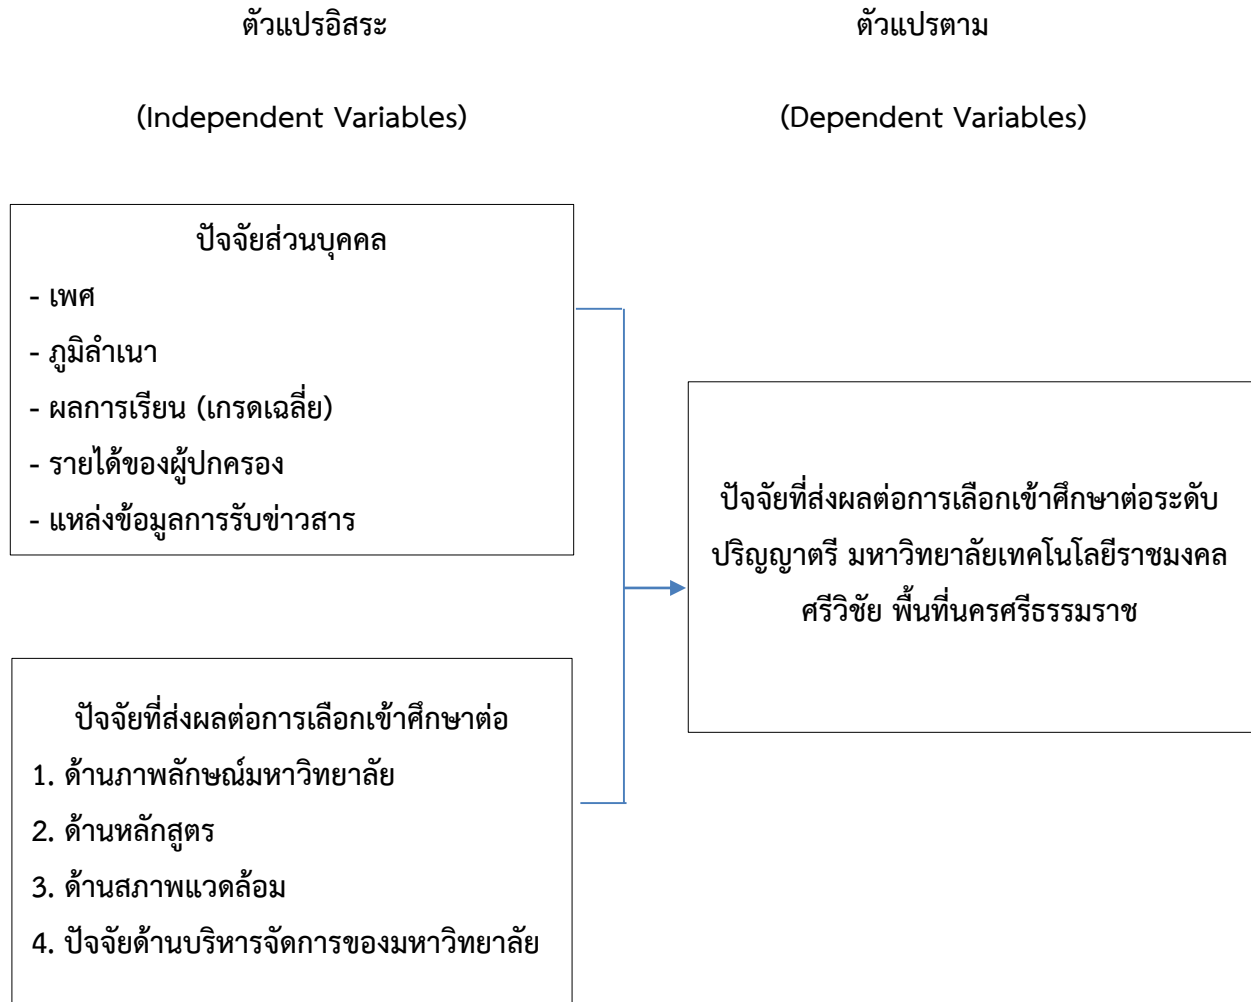 ตัวแปรอิสระ
ตัวแปรตาม
(Independent Variables)
(Dependent Variables)
ปัจจัยส่วนบุคคล
- เพศ
- ภูมิลำเนา
- ผลการเรียน (เกรดเฉลี่ย)
- รายได้ของผู้ปกครอง
- แหล่งข้อมูลการรับข่าวสาร
ปัจจัยที่ส่งผลต่อการเลือกเข้าศึกษาต่อระดับ
ปริญญาตรี มหาวิทยาลัยเทคโนโลยีราชมงคล
ศรีวิชัย พื้นที่นครศรีธรรมราช
ปัจจัยที่ส่งผลต่อการเลือกเข้าศึกษาต่อ
1. ด้านภาพลักษณ์มหาวิทยาลัย
2. ด้านหลักสูตร
3. ด้านสภาพแวดล้อม
4. ปัจจัยด้านบริหารจัดการของมหาวิทยาลัย